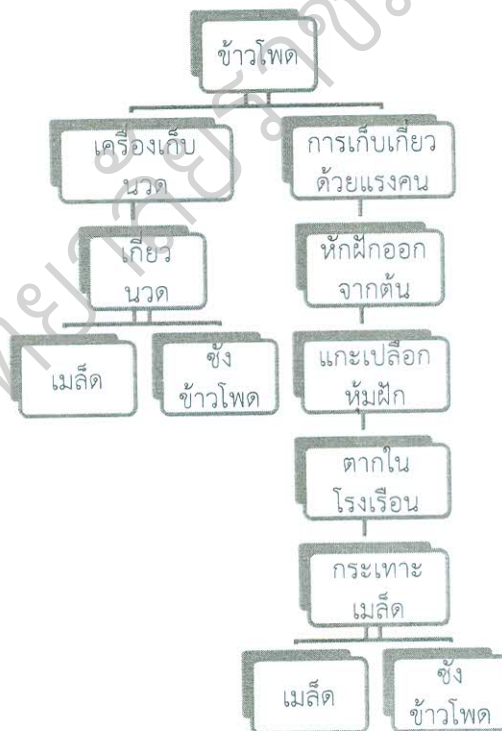 ข้าวโพด
เครื่องเก็บ
นวด
การเก็บเกี่ยว
ด้วยแรงคน
เกี่ยว
นวด
หักฝักออก
จากต้น
เมล็ด
ซัง
ข้าวโพด
แกะเปลือก
หุ้มฝัก
ตากใน
โรงเรือน
กระเทาะ
เมล็ด
เมล็ด
ซัง
ข้าวโพด